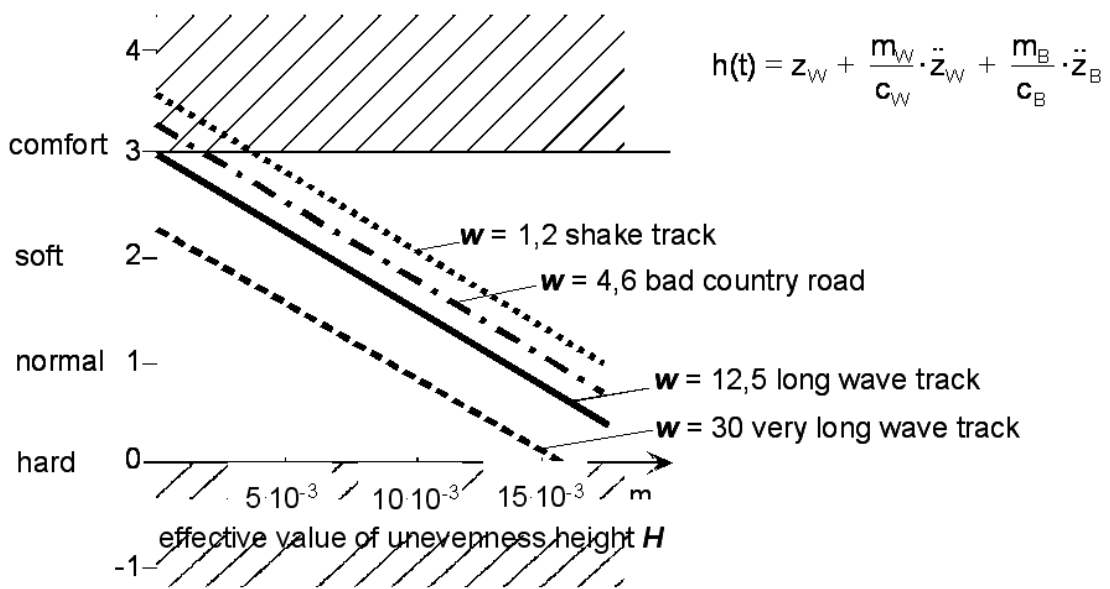 4
h(t) = z_W + m_W/c_W · z̈_W + m_B/c_B · z̈_B
comfort 3
w = 1,2 shake track
soft 2
w = 4,6 bad country road
normal 1
w = 12,5 long wave track
w = 30 very long wave track
hard 0
5·10⁻³ 10·10⁻³ 15·10⁻³ m
effective value of unevenness height H
-1